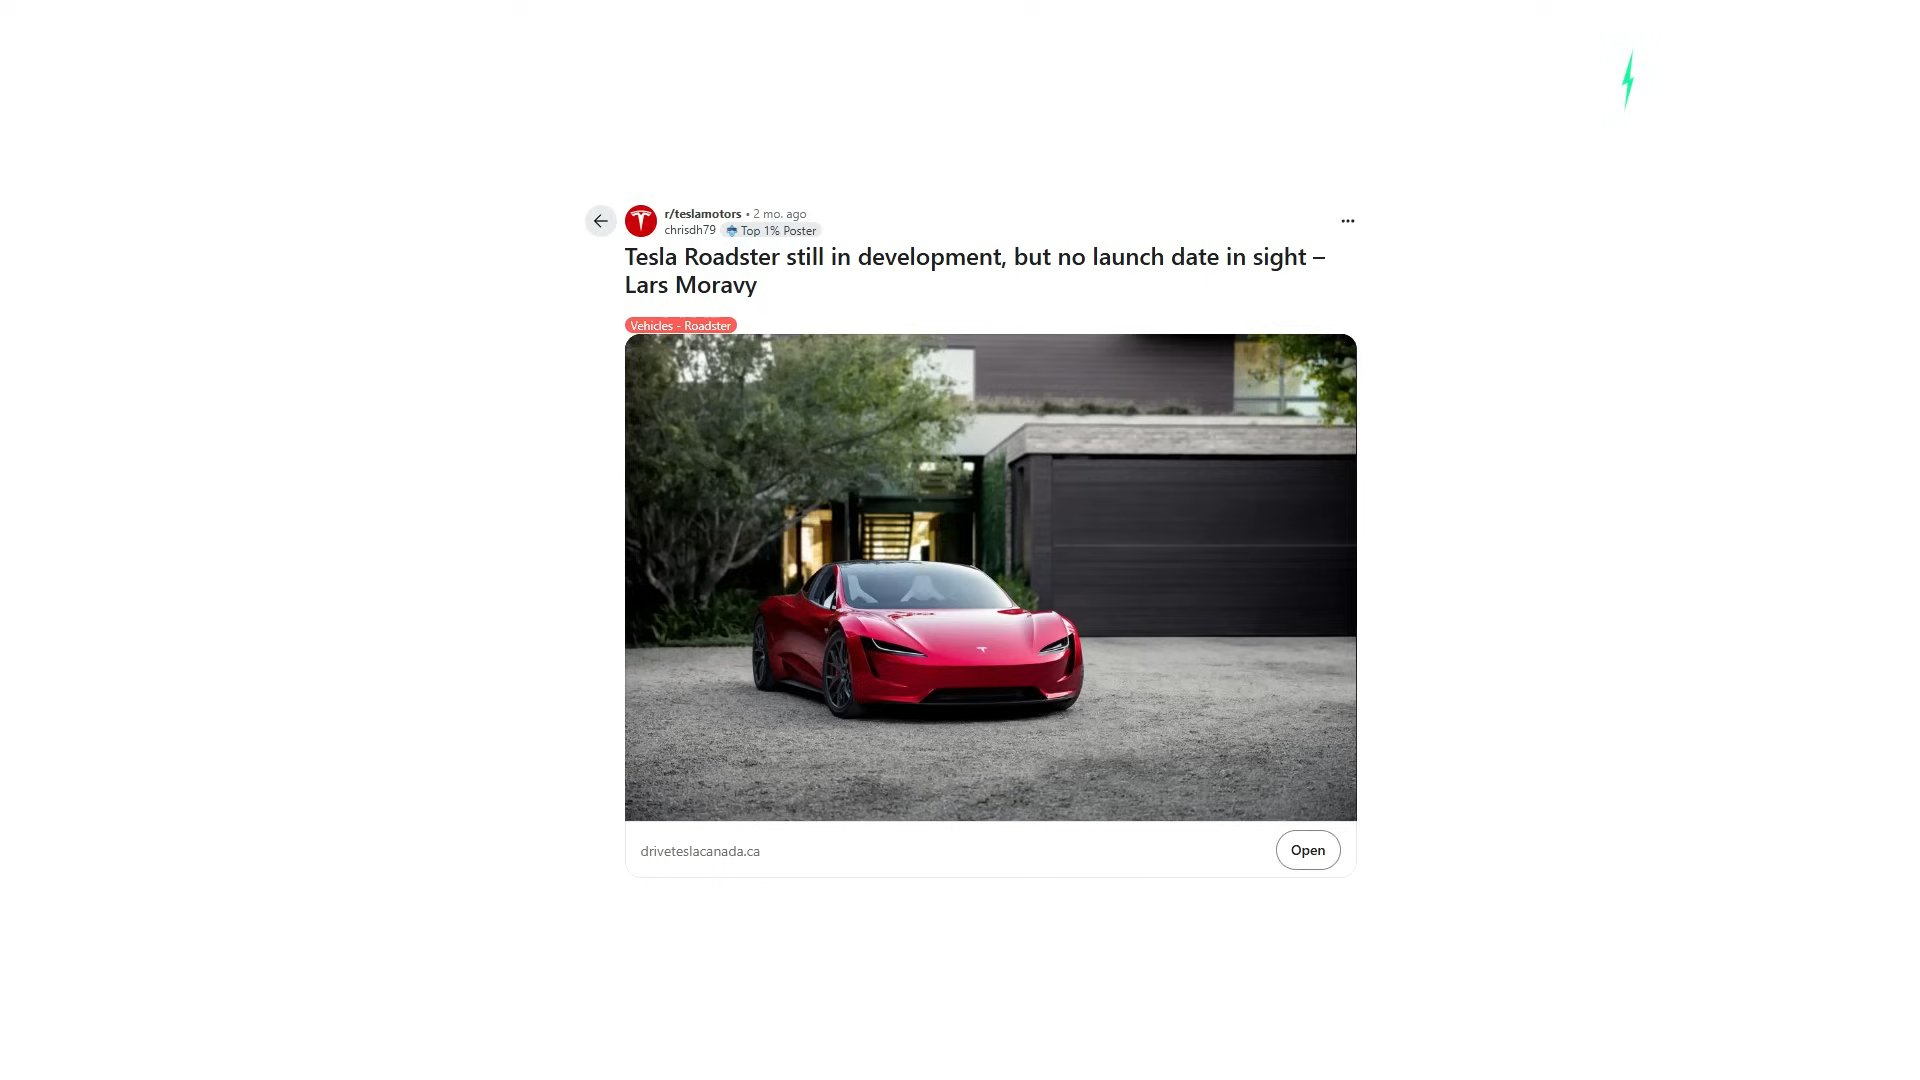 r/teslamotors • 2 mo. ago
chrisdh79 Top 1% Poster
Tesla Roadster still in development, but no launch date in sight –
Lars Moravy
Vehicles - Roadster
driveteslacanada.ca
Open